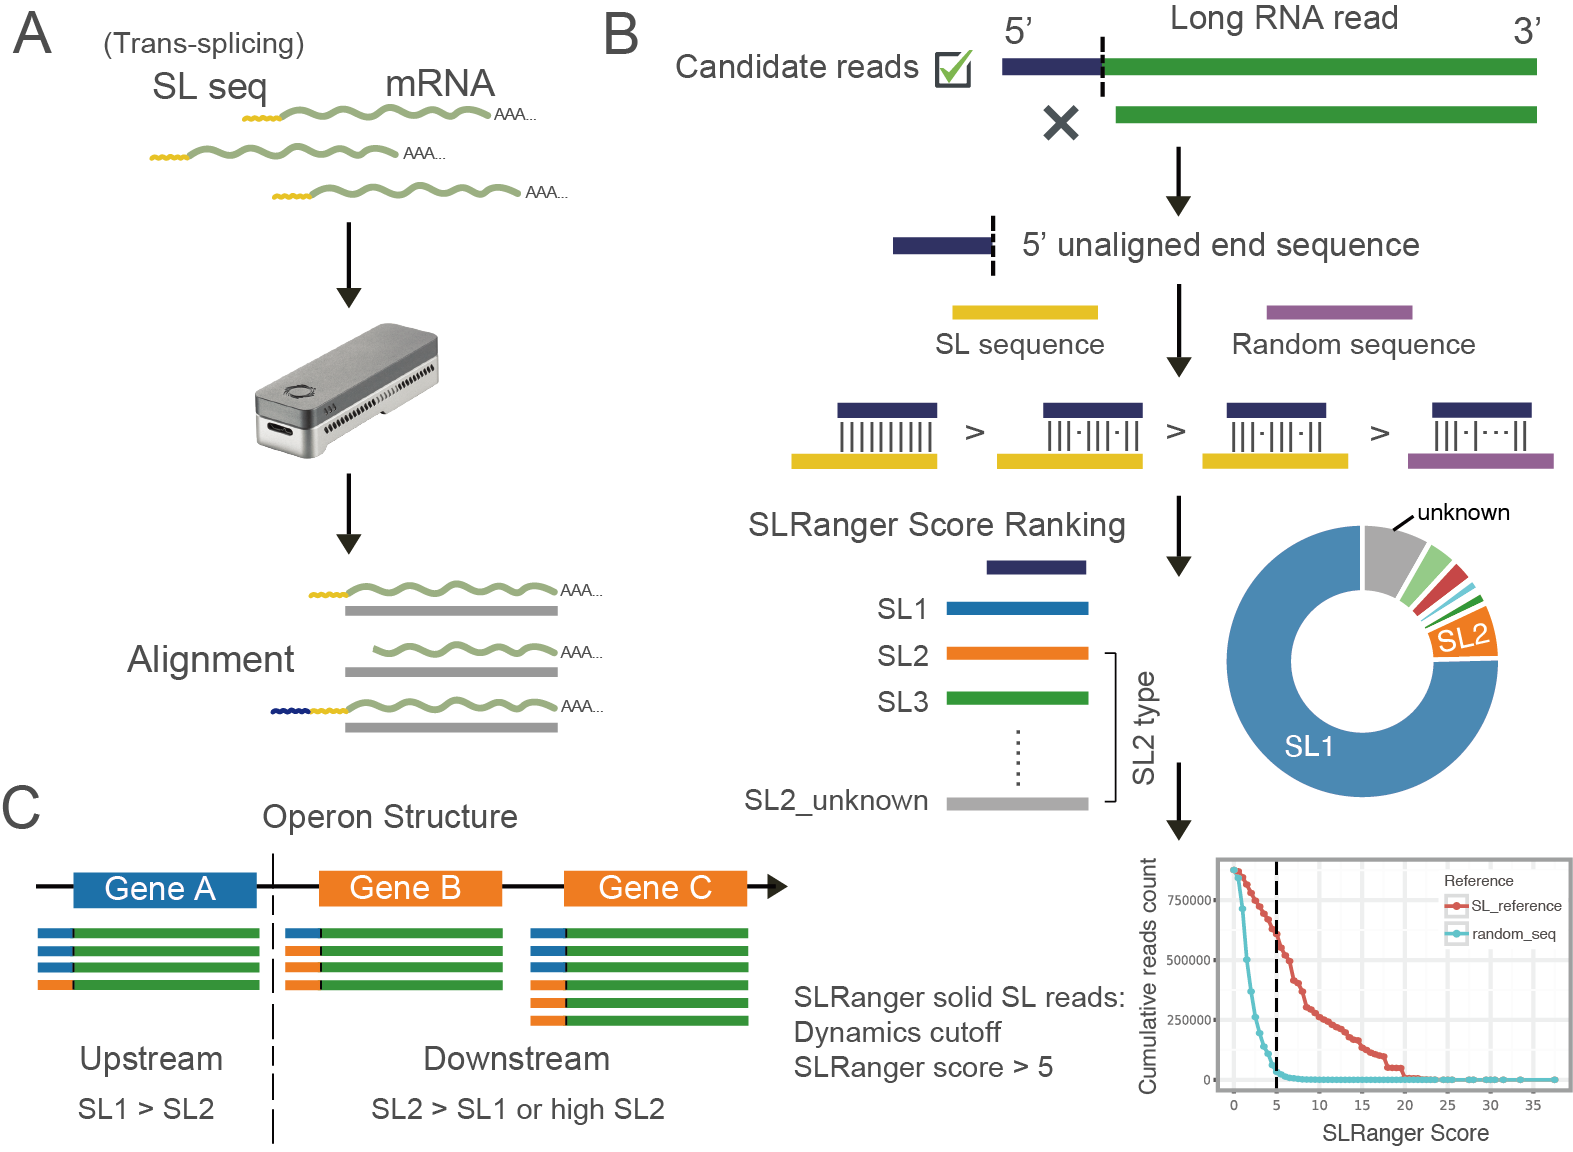 A
(Trans-splicing)
SL seq
mRNA
AAA...
AAA...
AAA...
Alignment
AAA...
AAA...
AAA...
B
5’
Long RNA read
3’
Candidate reads
5’ unaligned end sequence
SL sequence
Random sequence
>
>
>
SLRanger Score Ranking
unknown
SL1
SL2
SL3
SL2_unknown
SL2 type
SL2
SL1
C
Operon Structure
Gene A
Gene B
Gene C
Upstream
Downstream
SL1 > SL2
SL2 > SL1 or high SL2
SLRanger solid SL reads:
Dynamics cutoff
SLRanger score > 5
Cumulative reads count
750000
500000
250000
0
Reference
SL_reference
random_seq
0 5 10 15 20 25 30 35
SLRanger Score